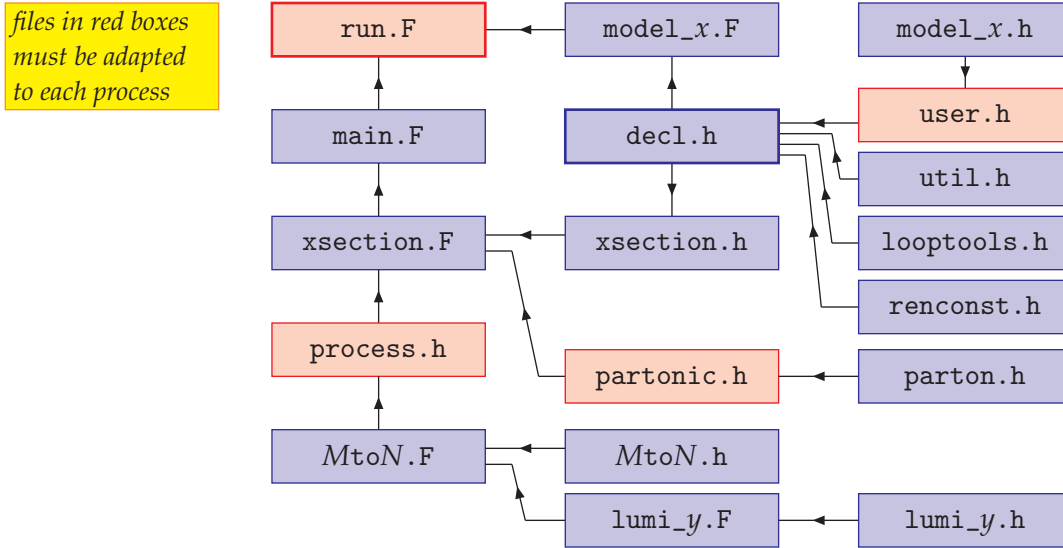 files in red boxes
must be adapted
to each process
run.F
model_x.F
model_x.h
main.F
decl.h
user.h
util.h
xsection.F
xsection.h
looptools.h
renconst.h
process.h
partonic.h
parton.h
MtoN.F
MtoN.h
lumi_y.F
lumi_y.h